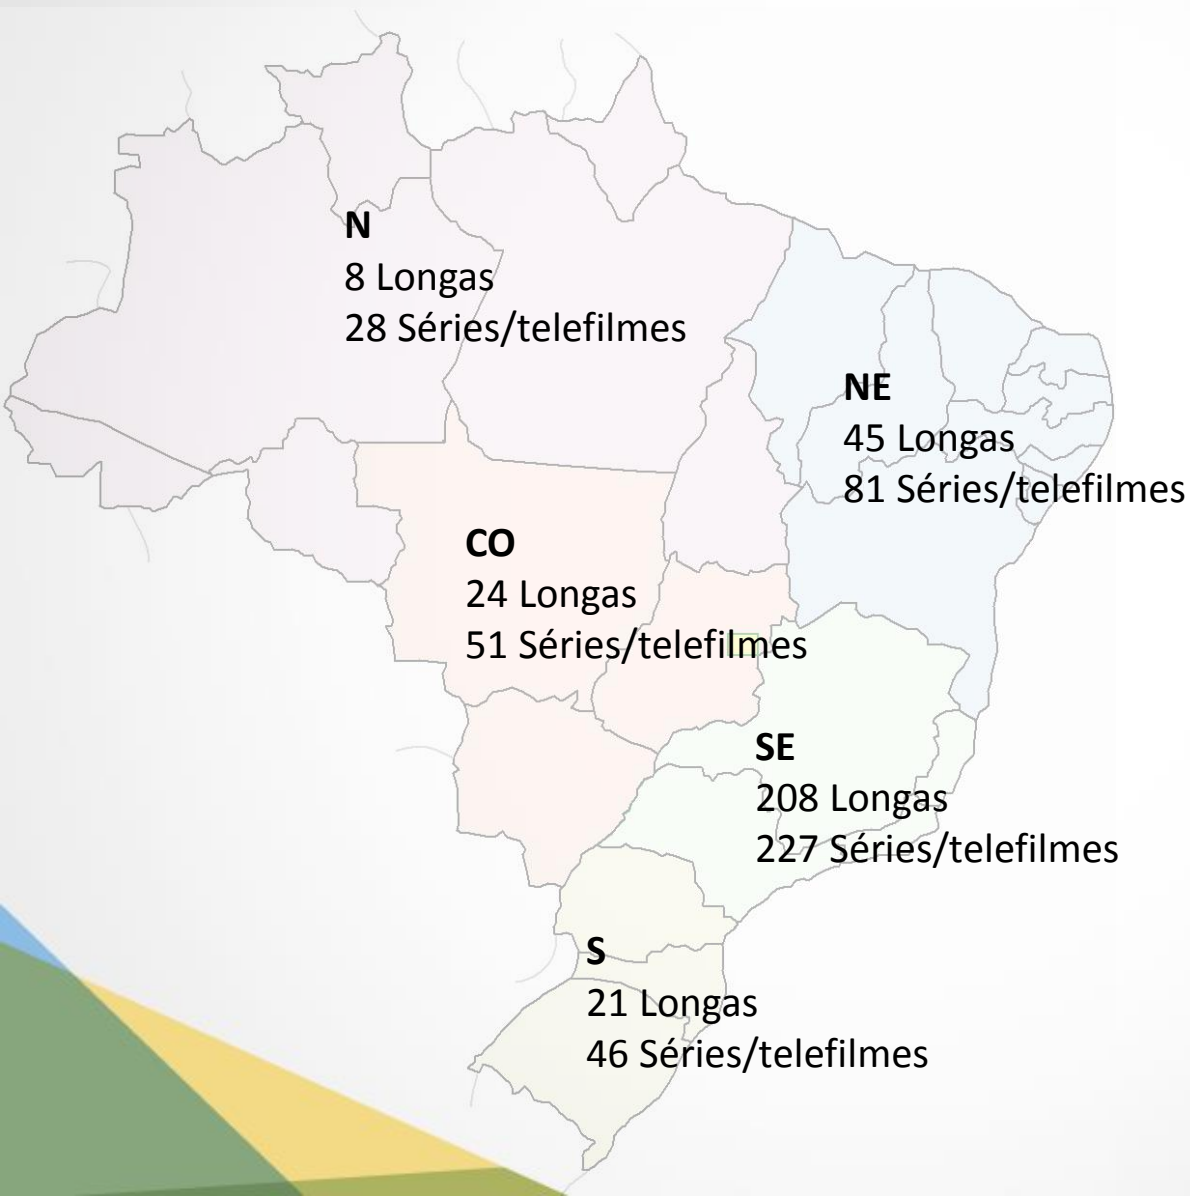 N
8 Longas
28 Séries/telefilmes
NE
45 Longas
81 Séries/telefilmes
CO
24 Longas
51 Séries/telefilmes
SE
208 Longas
227 Séries/telefilmes
S
21 Longas
46 Séries/telefilmes